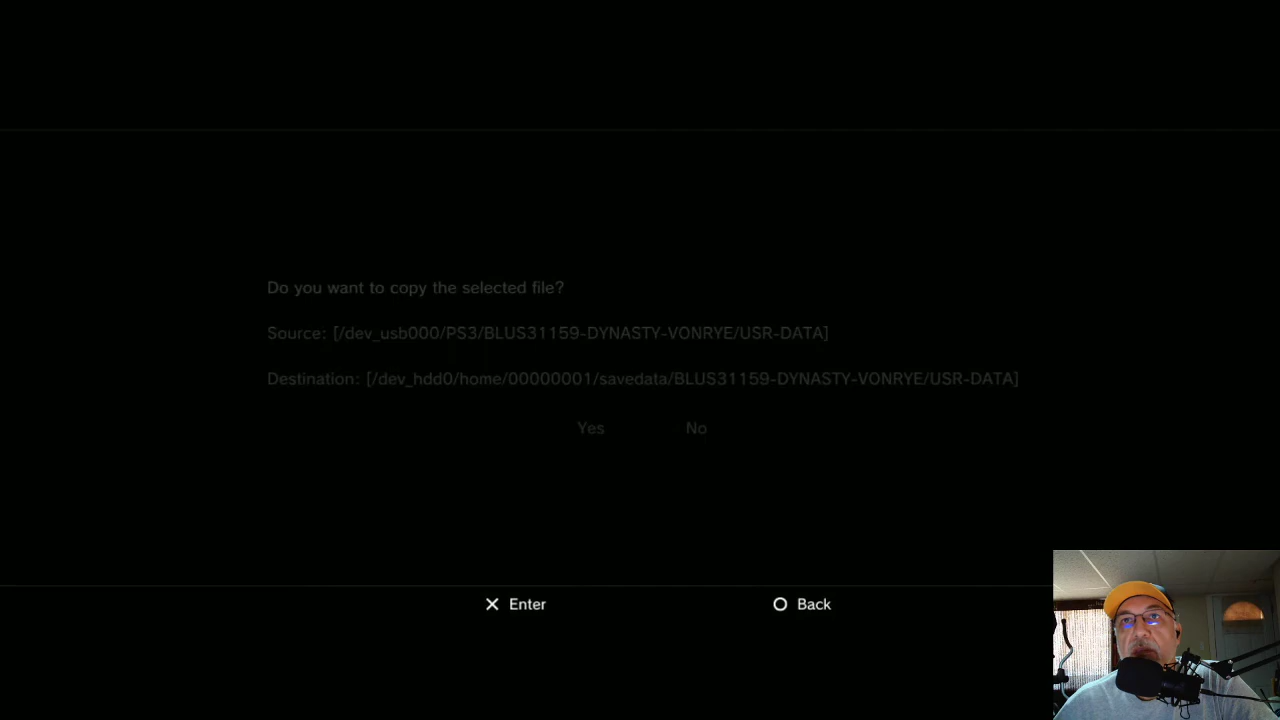 Do you want to copy the selected file?
Source: [/dev_usb000/PS3/BLUS31159-DYNASTY-VONRYE/USR-DATA]
Destination: [/dev_hdd0/home/00000001/savedata/BLUS31159-DYNASTY-VONRYE/USR-DATA]
Yes No
Enter Back